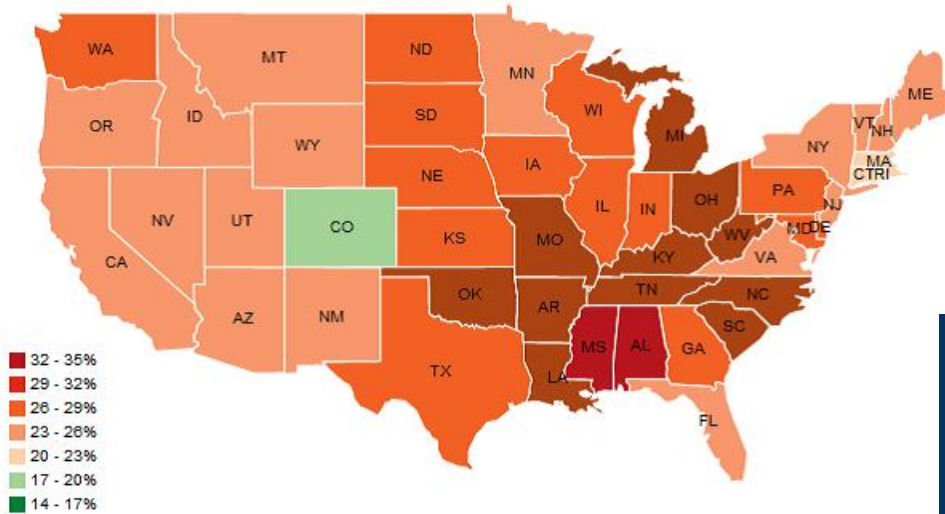 WA
MT
ND
MN
ME
OR
ID
SD
WI
VT
NH
MI
NY
WY
MA
CTRI
IA
NE
PA
NJ
NV
UT
CO
IL
IN
OH
MD
DE
CA
KS
MO
WV
KY
VA
OK
TN
NC
AZ
NM
AR
SC
MS
AL
GA
TX
LA
FL
32 - 35%
29 - 32%
26 - 29%
23 - 26%
20 - 23%
17 - 20%
14 - 17%